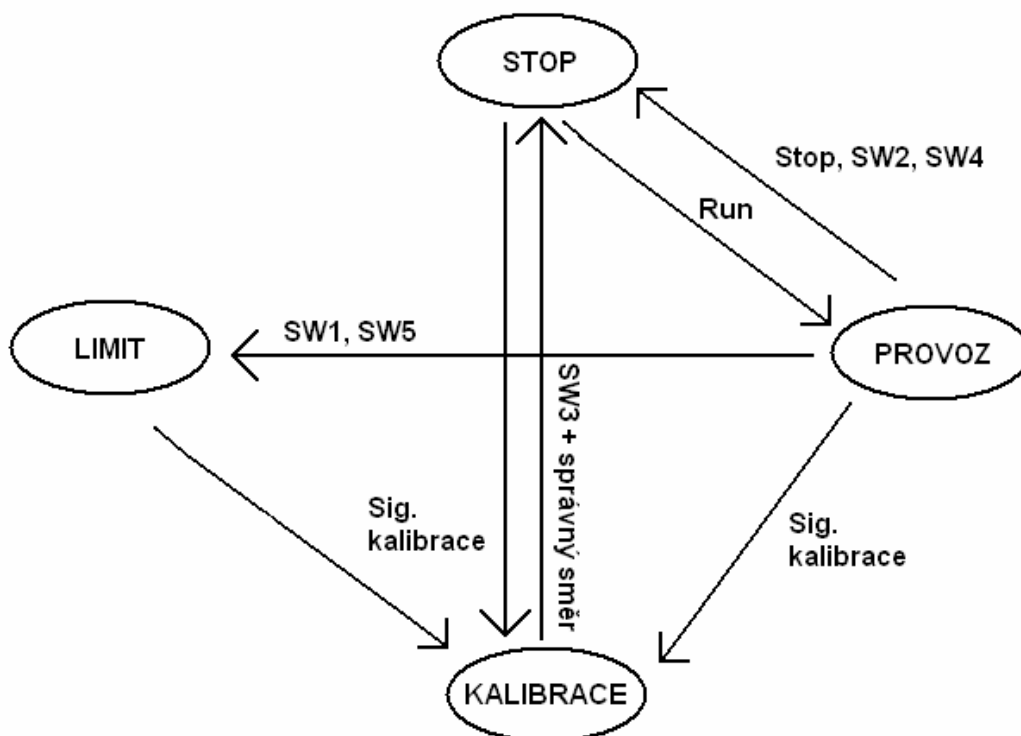 STOP
Stop, SW2, SW4
Run
SW1, SW5
LIMIT
PROVOZ
SW3 + správný směr
Sig.
kalibrace
Sig.
kalibrace
KALIBRACE